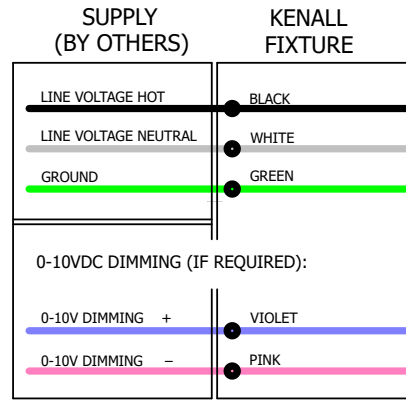 SUPPLY
(BY OTHERS)
KENALL
FIXTURE
LINE VOLTAGE HOT
BLACK
LINE VOLTAGE NEUTRAL
WHITE
GROUND
GREEN
0-10VDC DIMMING (IF REQUIRED):
0-10V DIMMING +
VIOLET
0-10V DIMMING –
PINK